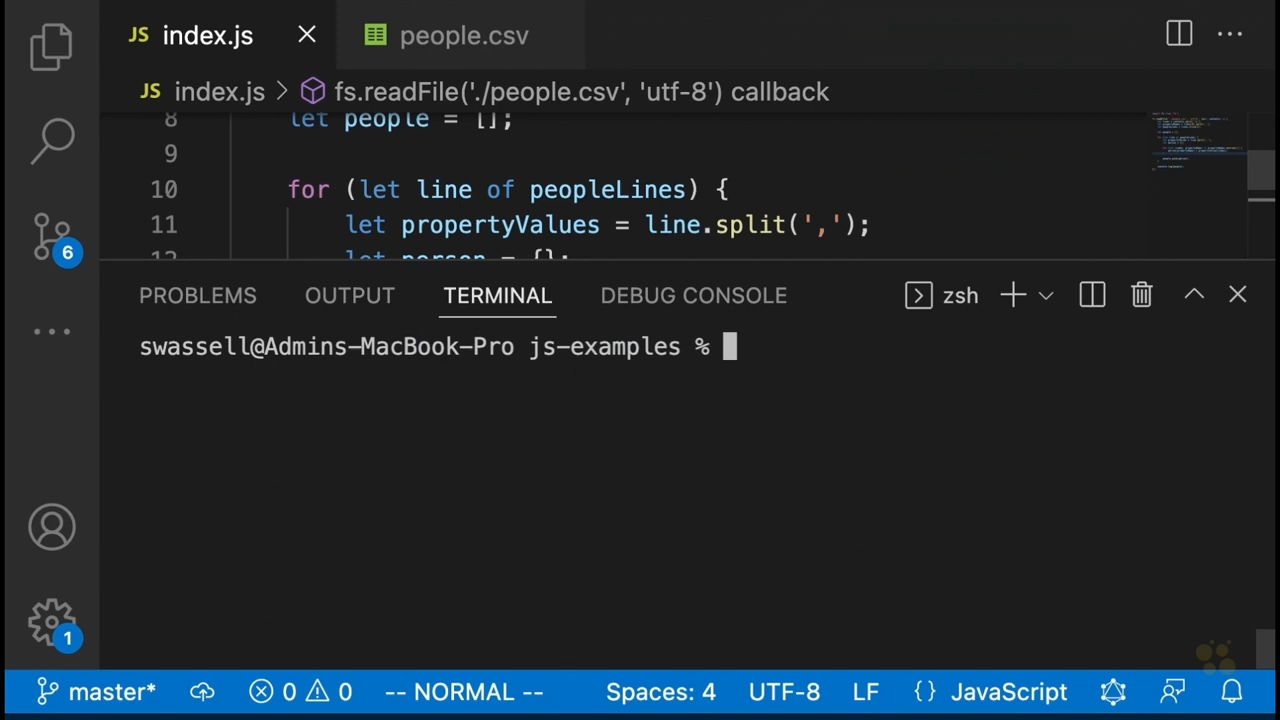 JS index.js people.csv
JS index.js > fs.readFile('./people.csv', 'utf-8') callback
8 let people = [];
9
10 for (let line of peopleLines) {
11 let propertyValues = line.split(',');
12 let person = {};
6
PROBLEMS OUTPUT TERMINAL DEBUG CONSOLE zsh
swassell@Admins-MacBook-Pro js-examples %
1
master* 0 0 -- NORMAL -- Spaces: 4 UTF-8 LF {} JavaScript